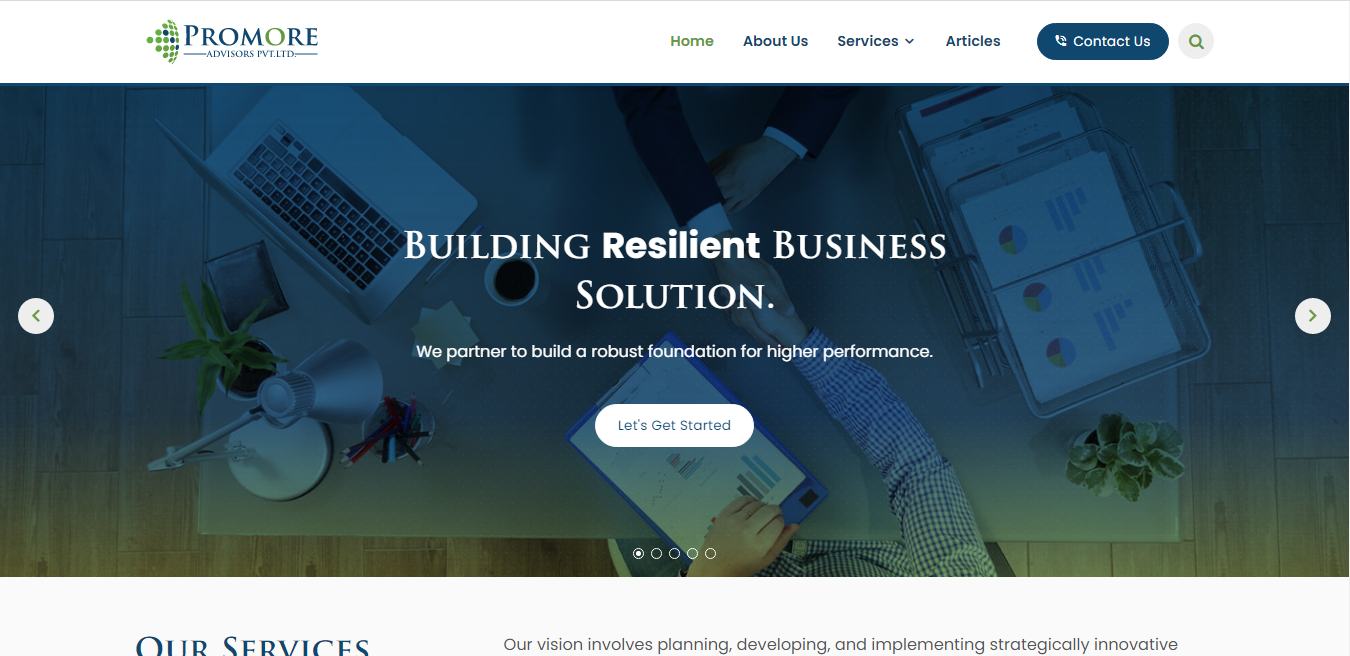 PROMORE
ADVISORS PVT.LTD.
Home
About Us
Services
Articles
Contact Us
BUILDING Resilient BUSINESS
SOLUTION.
We partner to build a robust foundation for higher performance.
Let's Get Started
OUR SERVICES
Our vision involves planning, developing, and implementing strategically innovative